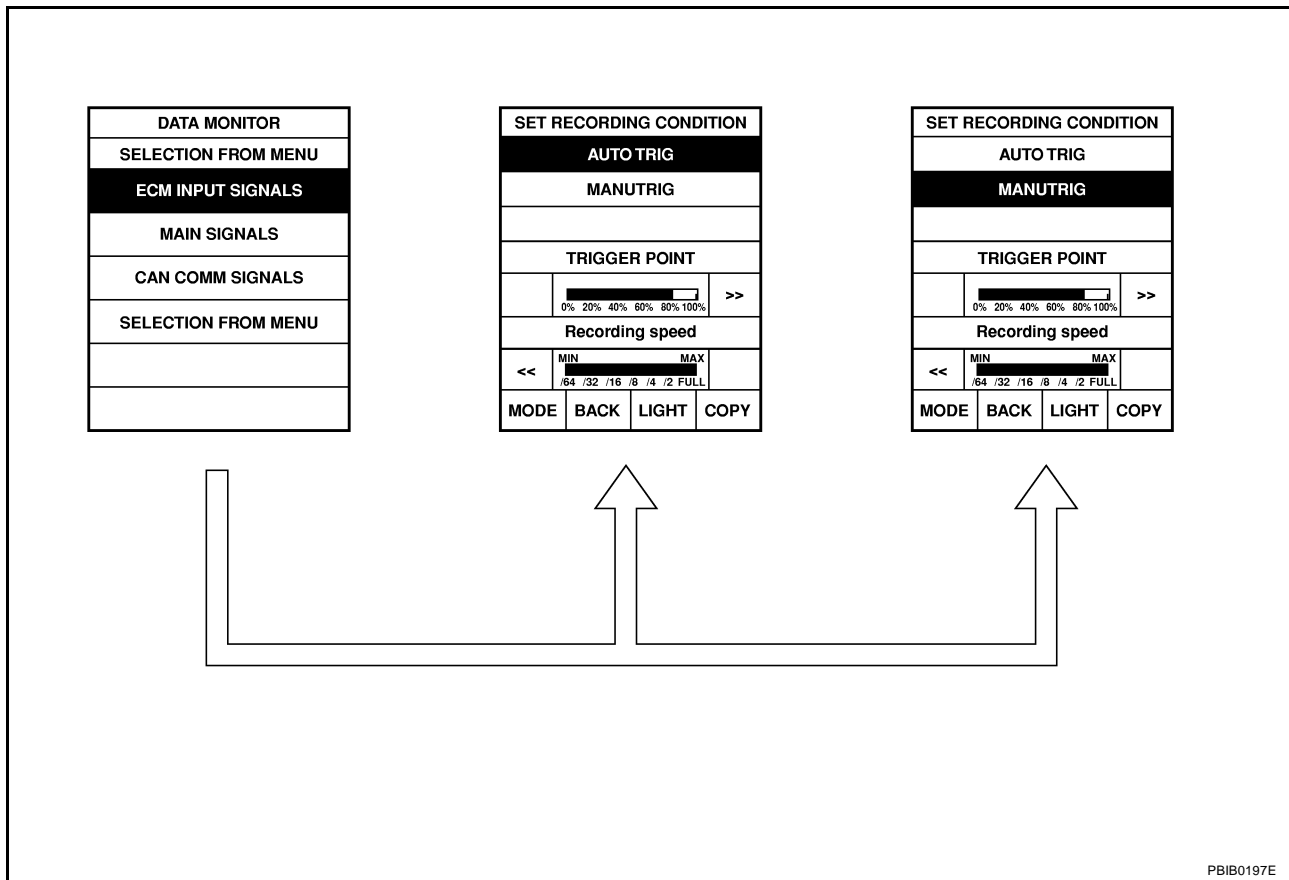 DATA MONITOR
SELECTION FROM MENU
ECM INPUT SIGNALS
MAIN SIGNALS
CAN COMM SIGNALS
SELECTION FROM MENU
SET RECORDING CONDITION
AUTO TRIG
MANUTRIG
TRIGGER POINT
>>
0% 20% 40% 60% 80% 100%
Recording speed
MIN MAX
<<
/64 /32 /16 /8 /4 /2 FULL
MODE BACK LIGHT COPY
SET RECORDING CONDITION
AUTO TRIG
MANUTRIG
TRIGGER POINT
>>
0% 20% 40% 60% 80% 100%
Recording speed
MIN MAX
<<
/64 /32 /16 /8 /4 /2 FULL
MODE BACK LIGHT COPY
PBIB0197E